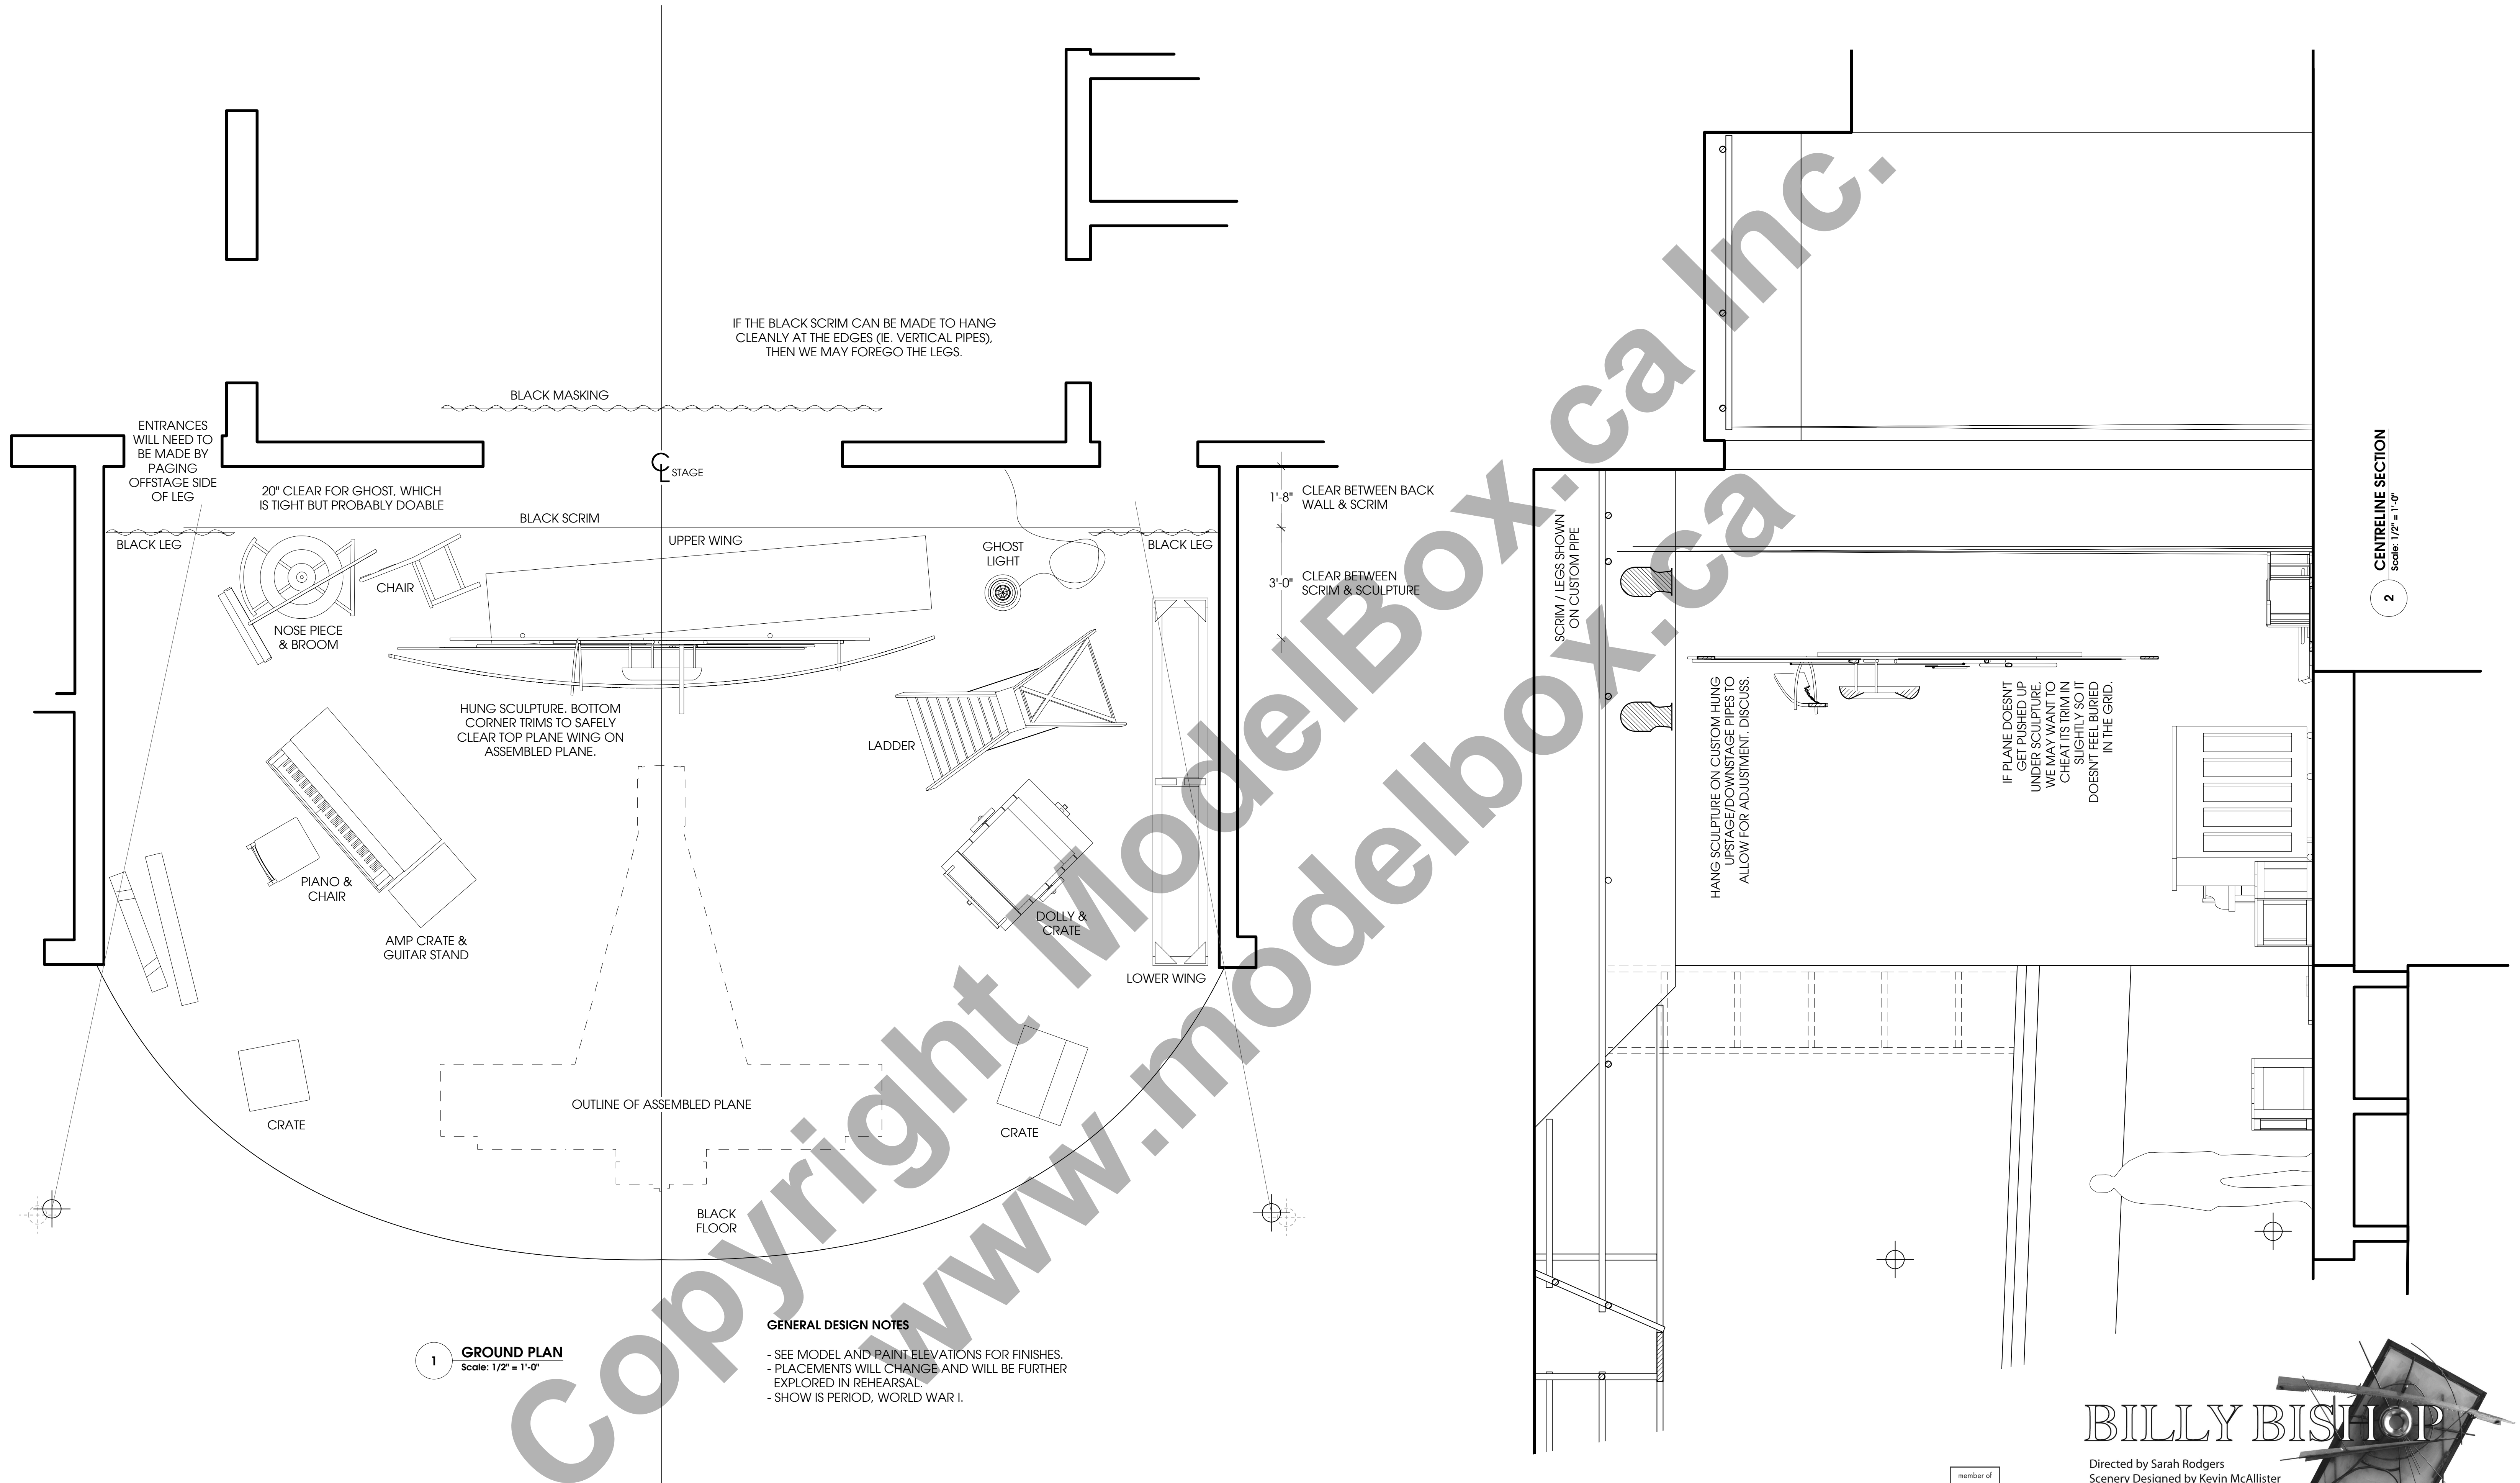 IF THE BLACK SCRIM CAN BE MADE TO HANG
CLEANLY AT THE EDGES (IE. VERTICAL PIPES),
THEN WE MAY FOREGO THE LEGS.
BLACK MASKING
ENTRANCES
WILL NEED TO
BE MADE BY
PAGING
OFFSTAGE SIDE
OF LEG
20" CLEAR FOR GHOST, WHICH
IS TIGHT BUT PROBABLY DOABLE
CL STAGE
BLACK SCRIM
BLACK LEG
UPPER WING
GHOST
LIGHT
BLACK LEG
1'-8"
CLEAR BETWEEN BACK
WALL & SCRIM
3'-0"
CLEAR BETWEEN
SCRIM & SCULPTURE
CHAIR
NOSE PIECE
& BROOM
HUNG SCULPTURE. BOTTOM
CORNER TRIMS TO SAFELY
CLEAR TOP PLANE WING ON
ASSEMBLED PLANE.
LADDER
PIANO &
CHAIR
AMP CRATE &
GUITAR STAND
DOLLY &
CRATE
LOWER WING
OUTLINE OF ASSEMBLED PLANE
CRATE
CRATE
BLACK
FLOOR
1
GROUND PLAN
Scale: 1/2" = 1'-0"
GENERAL DESIGN NOTES
- SEE MODEL AND PAINT ELEVATIONS FOR FINISHES.
- PLACEMENTS WILL CHANGE AND WILL BE FURTHER
EXPLORED IN REHEARSAL.
- SHOW IS PERIOD, WORLD WAR I.
SCRIM / LEGS SHOWN
ON CUSTOM PIPE
HANG SCULPTURE ON CUSTOM HUNG
UPSTAGE/DOWNSTAGE PIPES TO
ALLOW FOR ADJUSTMENT. DISCUSS.
IF PLANE DOESN'T
GET PUSHED UP
UNDER SCULPTURE,
WE MAY WANT TO
CHEAT ITS TRIM IN
SLIGHTLY SO IT
DOESN'T FEEL BURIED
IN THE GRID.
2
CENTRELINE SECTION
Scale: 1/2" = 1'-0"
Copyright ModelBox.ca Inc.
www.modelbox.ca
BILLY BISHOP
Directed by Sarah Rodgers
Scenery Designed by Kevin McAllister
member of